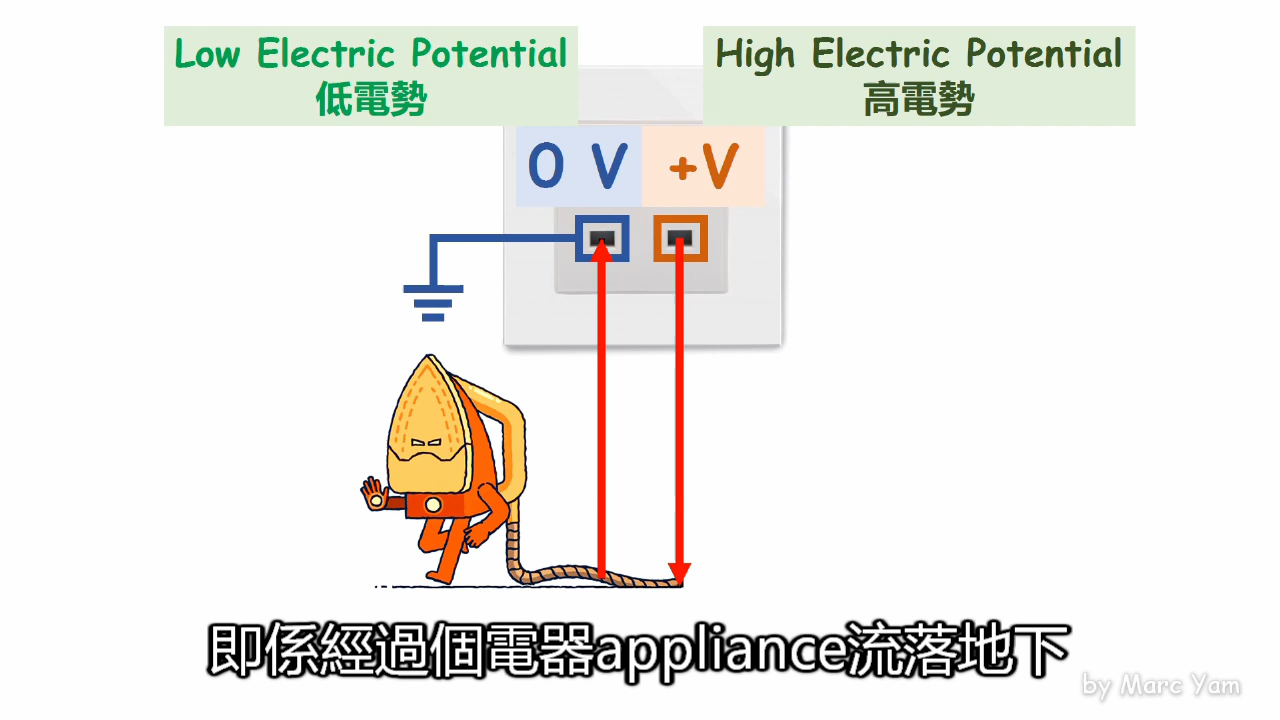 Low Electric Potential
低電勢
High Electric Potential
高電勢
0 V
+V
即係經過個電器appliance流落地下
by Marc Yam